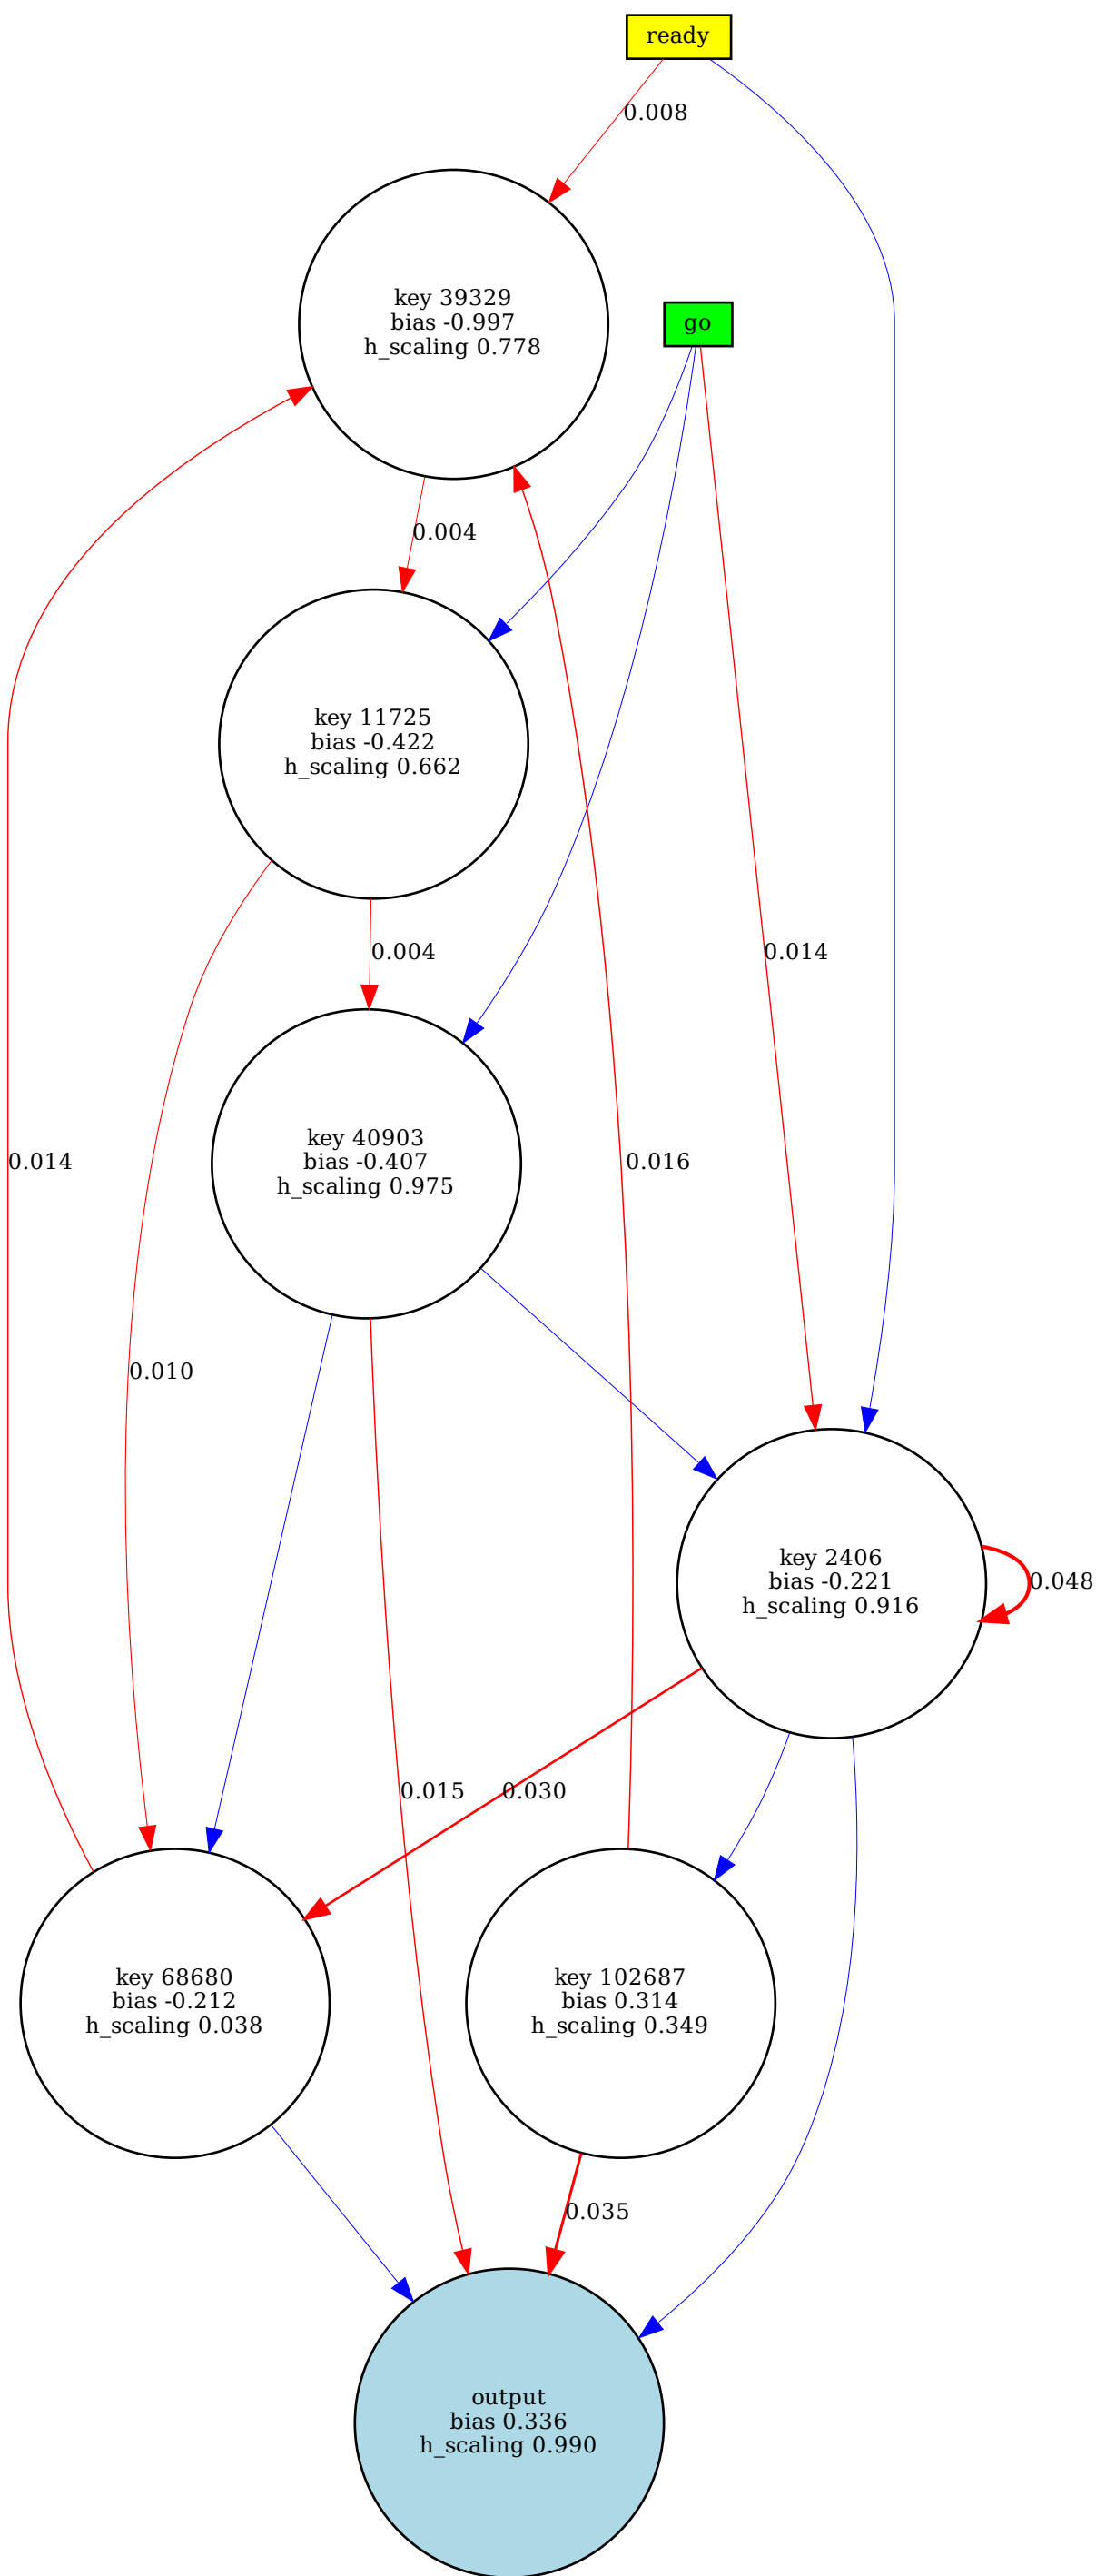 ready
0.008
key 39329
bias -0.997
h_scaling 0.778
go
0.004
key 11725
bias -0.422
h_scaling 0.662
0.004
0.014
key 40903
bias -0.407
h_scaling 0.975
0.014
0.016
0.010
key 2406
bias -0.221
h_scaling 0.916
0.048
0.015
0.030
key 68680
bias -0.212
h_scaling 0.038
key 102687
bias 0.314
h_scaling 0.349
0.035
output
bias 0.336
h_scaling 0.990